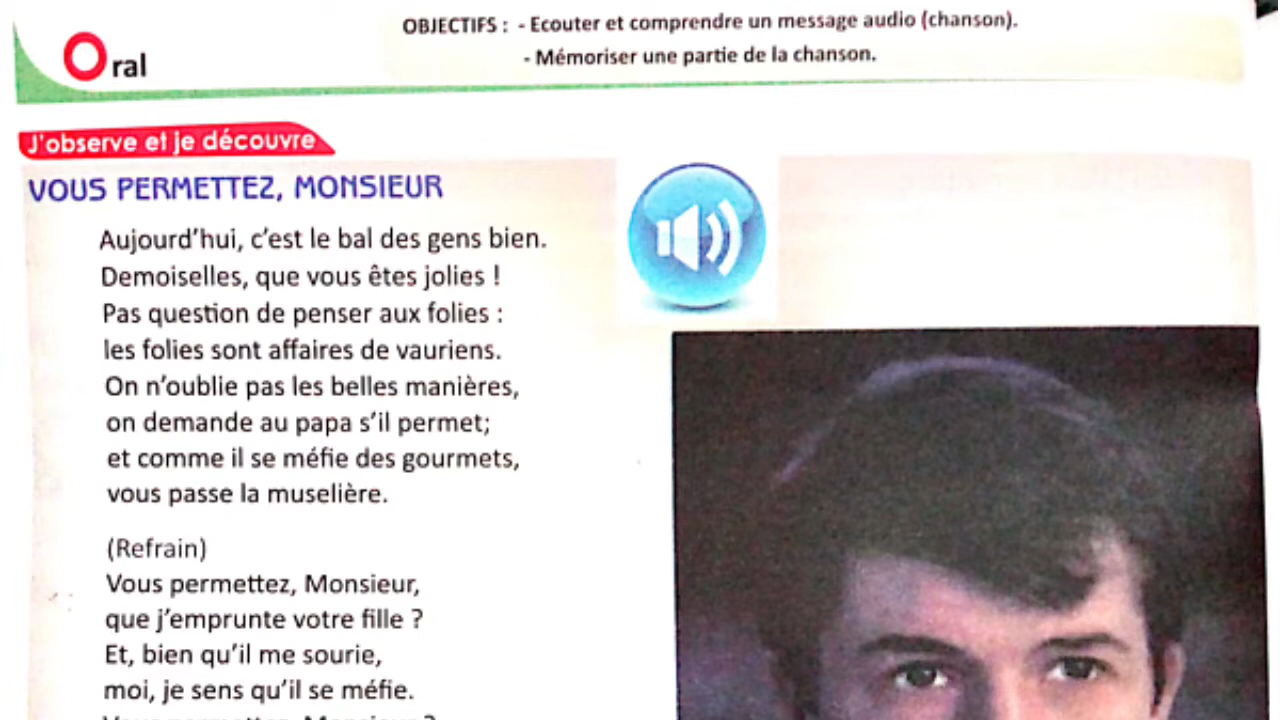 Oral
OBJECTIFS : - Ecouter et comprendre un message audio (chanson).
- Mémoriser une partie de la chanson.
J'observe et je découvre
VOUS PERMETTEZ, MONSIEUR
Aujourd'hui, c'est le bal des gens bien.
Demoiselles, que vous êtes jolies !
Pas question de penser aux folies :
les folies sont affaires de vauriens.
On n'oublie pas les belles manières,
on demande au papa s'il permet;
et comme il se méfie des gourmets,
vous passe la muselière.
(Refrain)
Vous permettez, Monsieur,
que j'emprunte votre fille ?
Et, bien qu'il me sourie,
moi, je sens qu'il se méfie.